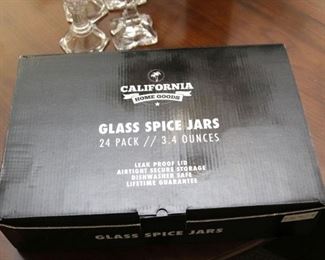 CALIFORNIA
HOME GOODS
GLASS SPICE JARS
24 PACK // 3.4 OUNCES
LEAK PROOF LID
AIRTIGHT SECURE STORAGE
DISHWASHER SAFE
LIFETIME GUARANTEE
GLASS SPICE JARS